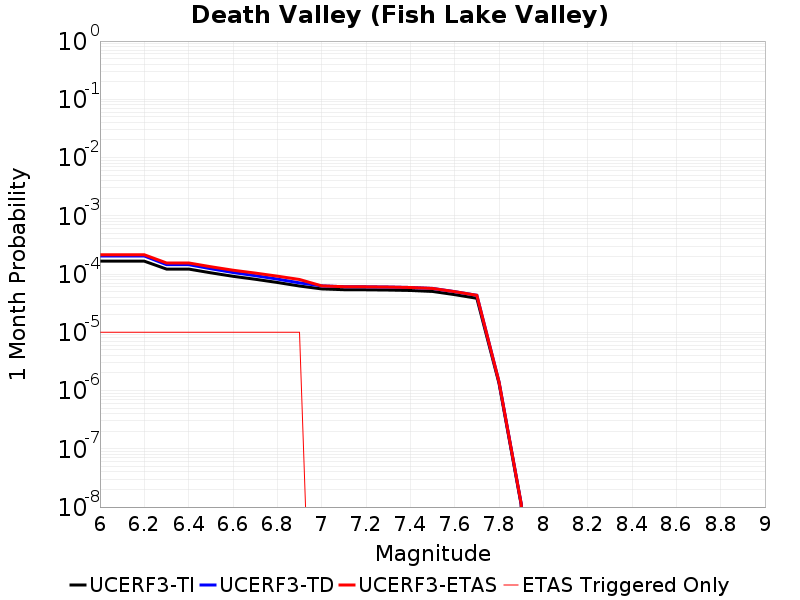 Death Valley (Fish Lake Valley)
10^0
10^-1
10^-2
10^-3
10^-4
10^-5
10^-6
10^-7
10^-8
1 Month Probability
6 6.2 6.4 6.6 6.8 7 7.2 7.4 7.6 7.8 8 8.2 8.4 8.6 8.8 9
Magnitude
UCERF3-TI UCERF3-TD UCERF3-ETAS ETAS Triggered Only